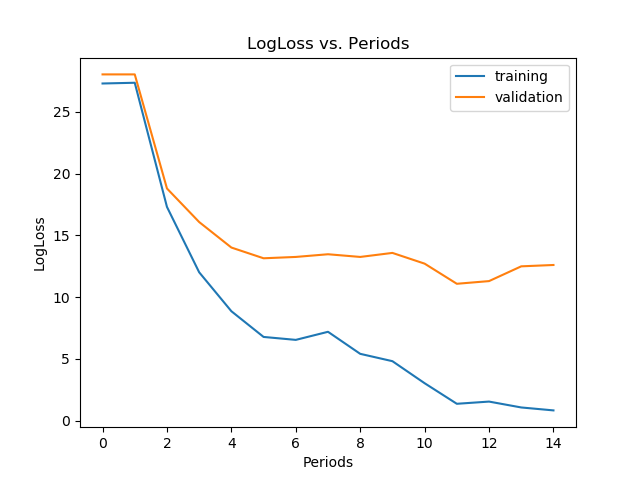 LogLoss vs. Periods
training
validation
LogLoss
25
20
15
10
5
0
0 2 4 6 8 10 12 14
Periods